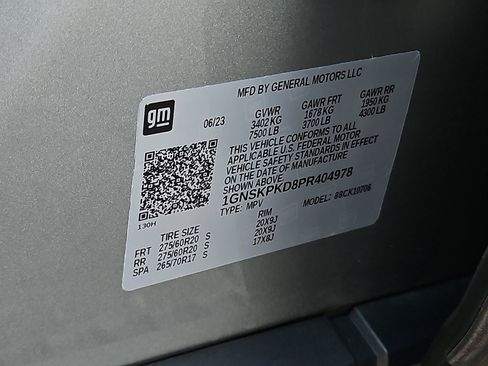 MFD BY GENERAL MOTORS LLC
gm
06/23 GVWR GAWR FRT GAWR RR
3402 KG 1678 KG 1950 KG
7500 LB 3700 LB 4300 LB
THIS VEHICLE CONFORMS TO ALL
APPLICABLE U.S. FEDERAL MOTOR
VEHICLE SAFETY STANDARDS IN EFFECT
ON THE DATE OF MANUFACTURE
SHOWN ABOVE.
1GNSKPKD8PR404978
TYPE: MPV MODEL:
130H
TIRE SIZE RIM
FRT 275/60R20 S 20X9J
RR 275/60R20 S 20X9J
SPA 265/70R17 S 17X8J